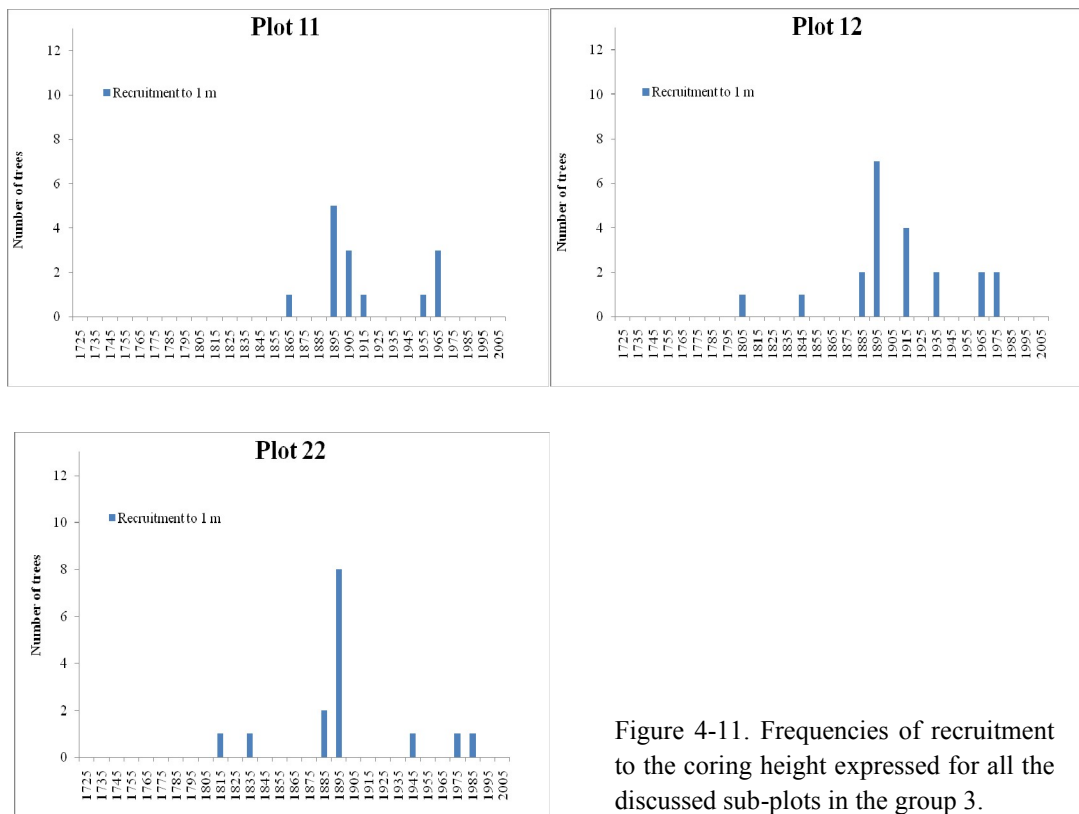 Plot 11
12
10
8
6
4
2
0
Number of trees
Recruitment to 1 m
1725 1735 1745 1755 1765 1775 1785 1795 1805 1815 1825 1835 1845 1855 1865 1875 1885 1895 1905 1915 1925 1935 1945 1955 1965 1975 1985 1995 2005
Plot 12
12
10
8
6
4
2
0
Number of trees
Recruitment to 1 m
1725 1735 1745 1755 1765 1775 1785 1795 1805 1815 1825 1835 1845 1855 1865 1875 1885 1895 1905 1915 1925 1935 1945 1955 1965 1975 1985 1995 2005
Plot 22
12
10
8
6
4
2
0
Number of trees
Recruitment to 1 m
1725 1735 1745 1755 1765 1775 1785 1795 1805 1815 1825 1835 1845 1855 1865 1875 1885 1895 1905 1915 1925 1935 1945 1955 1965 1975 1985 1995 2005
Figure 4-11. Frequencies of recruitment
to the coring height expressed for all the
discussed sub-plots in the group 3.